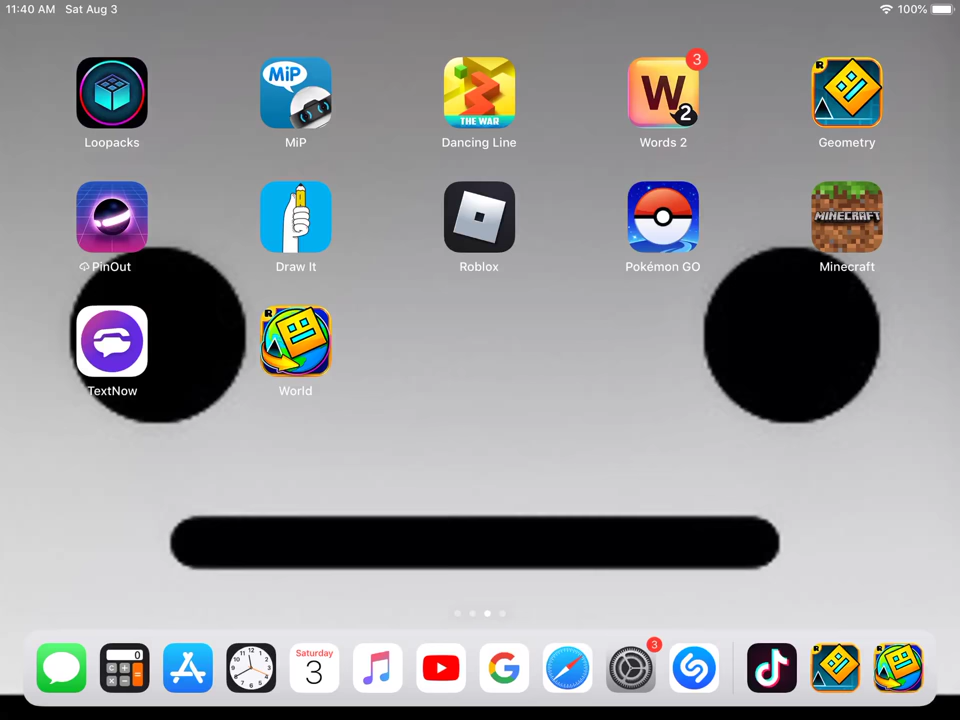 11:40 AM Sat Aug 3 100%
3
MiP THE WAR W 2 R
Loopacks MiP Dancing Line Words 2 Geometry
MINECRAFT
PinOut Draw It Roblox Pokémon GO Minecraft
R
TextNow World
Saturday
3
0
C ÷ × − + − =
G
3
R R